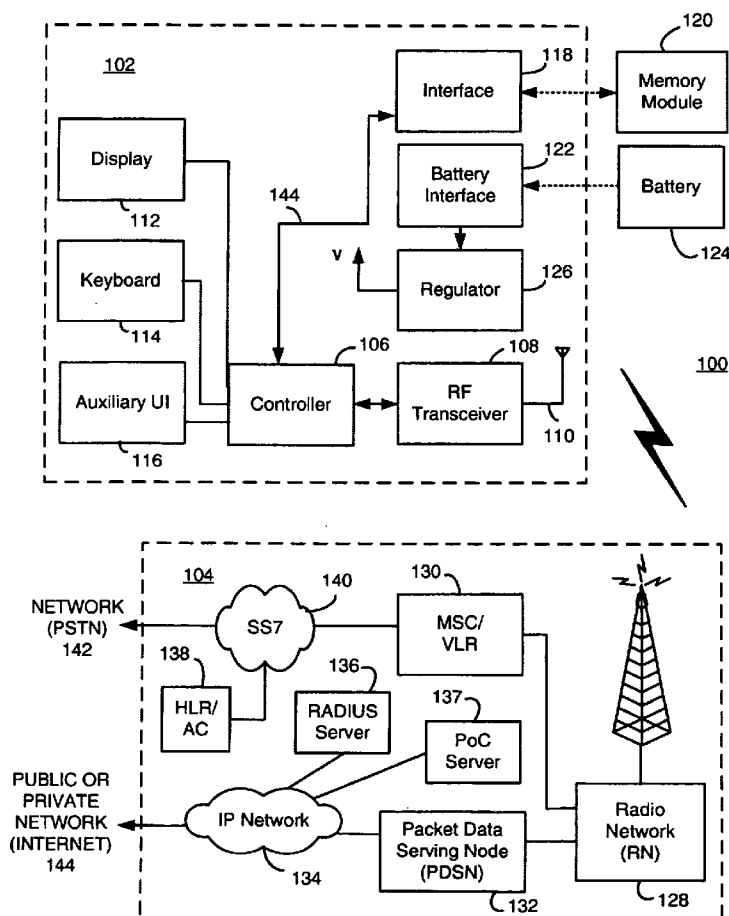 120
102
118
Interface
Memory
Module
Display
122
144
Battery
Interface
Battery
112
124
V
Keyboard
Regulator
126
114
106
108
100
Auxiliary UI
Controller
RF
Transceiver
110
116
104
130
140
NETWORK
(PSTN)
142
SS7
MSC/
VLR
138
136
137
HLR/
AC
RADIUS
Server
PoC
Server
PUBLIC OR
PRIVATE
NETWORK
(INTERNET)
144
IP Network
Packet Data
Serving Node
(PDSN)
Radio
Network
(RN)
134
132
128